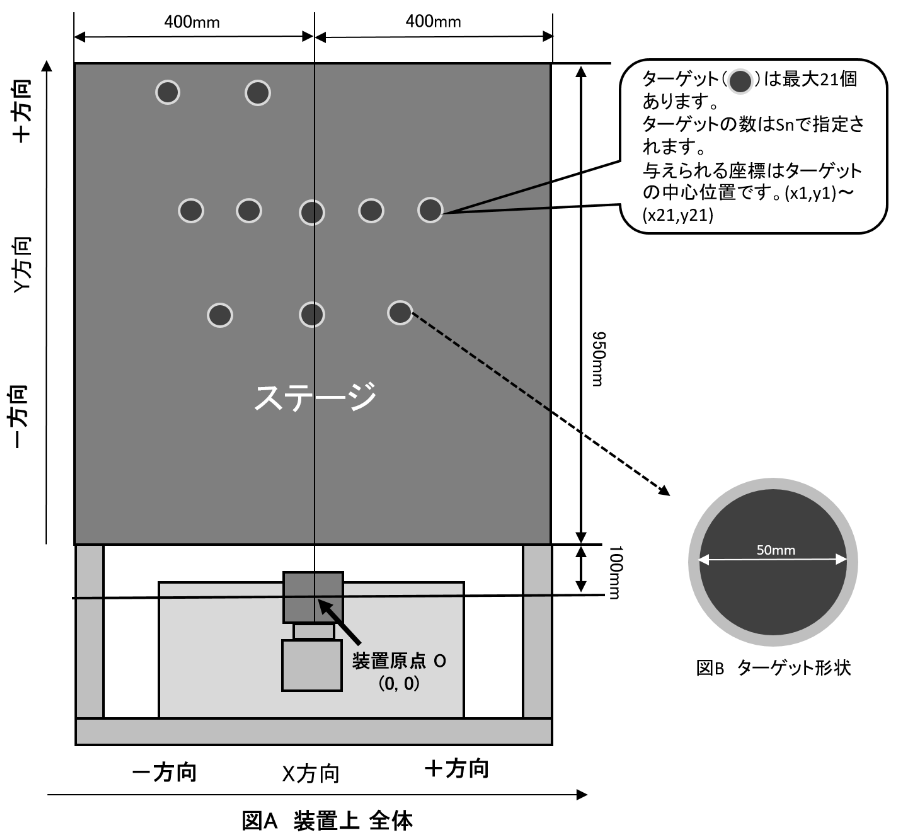 400mm
400mm
ターゲット( )は最大21個
あります。
ターゲットの数はSnで指定さ
れます。
与えられる座標はターゲット
の中心位置です。(x1,y1)～
(x21,y21)
＋方向
Y方向
－方向
ステージ
950mm
100mm
50mm
図B　ターゲット形状
装置原点 O
(0, 0)
－方向
X方向
＋方向
図A　装置上 全体